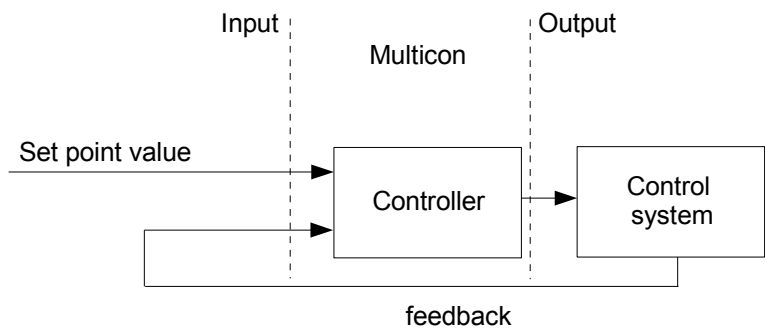 Input
Output
Multicon
Set point value
Controller
Control
system
feedback